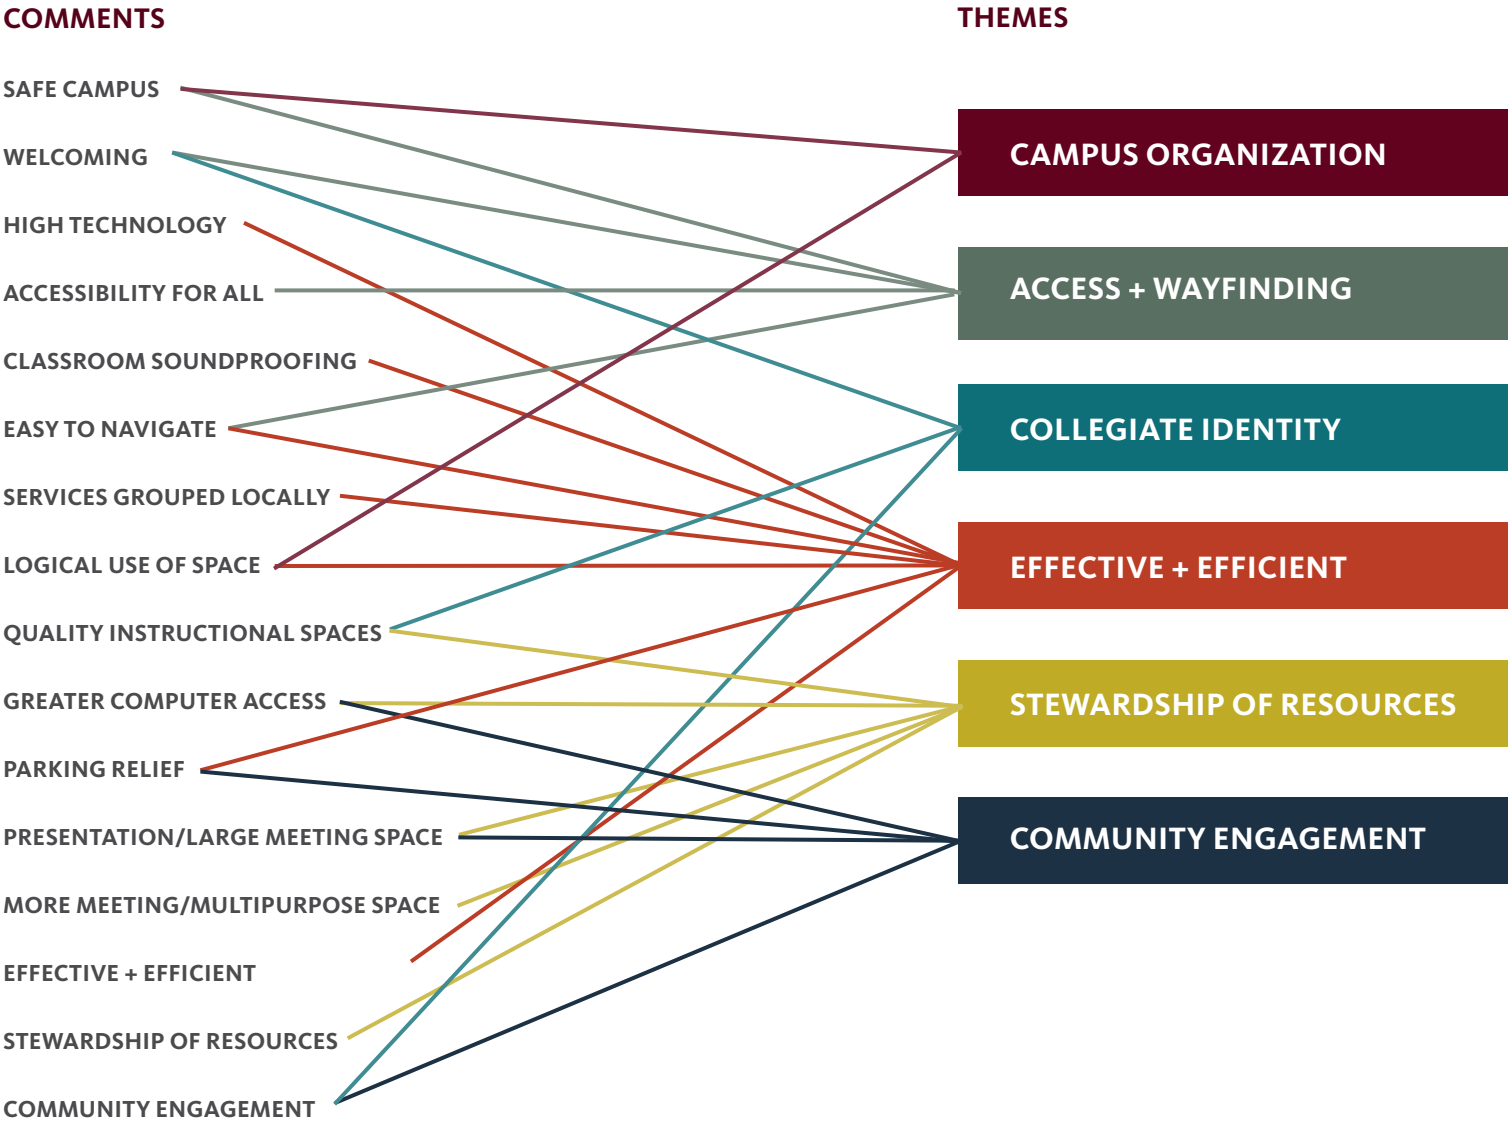 COMMENTS
SAFE CAMPUS
WELCOMING
HIGH TECHNOLOGY
ACCESSIBILITY FOR ALL
CLASSROOM SOUNDPROOFING
EASY TO NAVIGATE
SERVICES GROUPED LOCALLY
LOGICAL USE OF SPACE
QUALITY INSTRUCTIONAL SPACES
GREATER COMPUTER ACCESS
PARKING RELIEF
PRESENTATION/LARGE MEETING SPACE
MORE MEETING/MULTIPURPOSE SPACE
EFFECTIVE + EFFICIENT
STEWARDSHIP OF RESOURCES
COMMUNITY ENGAGEMENT
THEMES
CAMPUS ORGANIZATION
ACCESS + WAYFINDING
COLLEGIATE IDENTITY
EFFECTIVE + EFFICIENT
STEWARDSHIP OF RESOURCES
COMMUNITY ENGAGEMENT